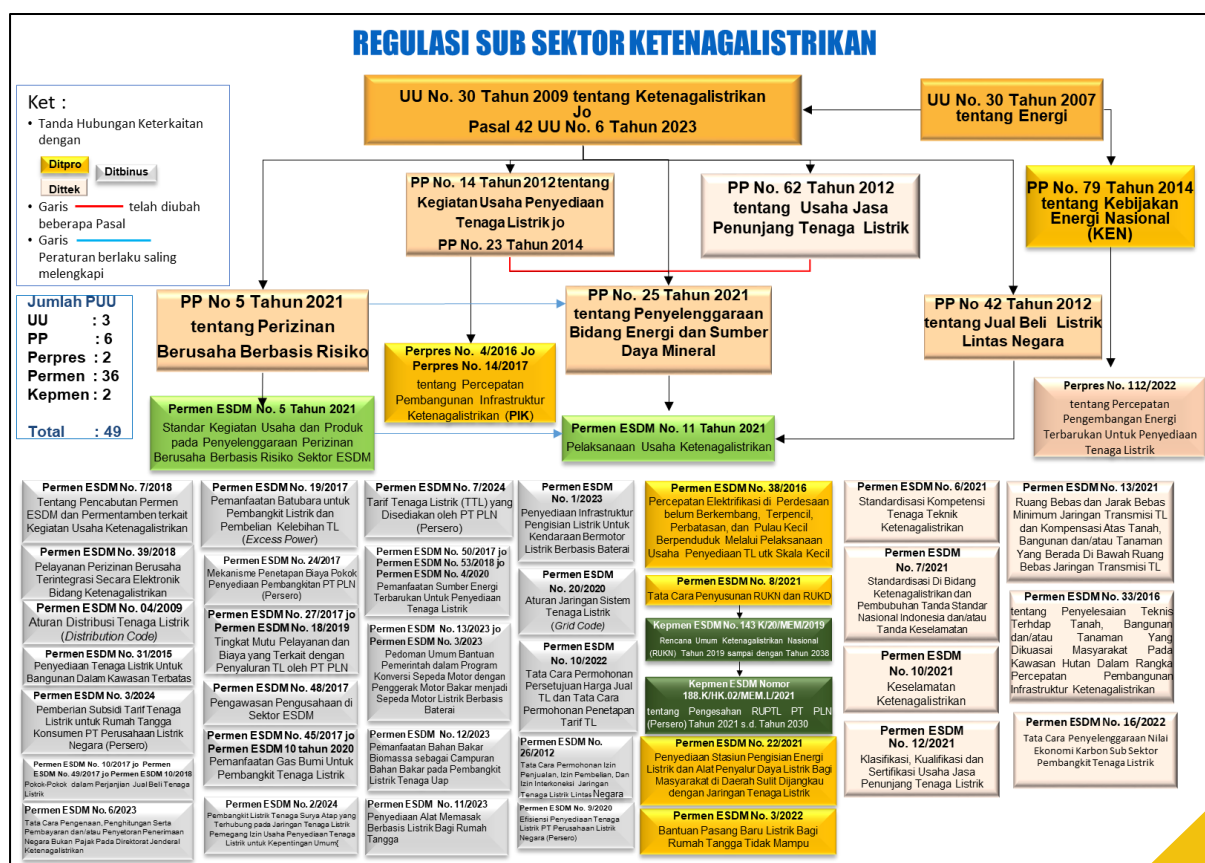 REGULASI SUB SEKTOR KETENAGALISTRIKAN
Ket :
• Tanda Hubungan Keterkaitan
dengan
Ditpro
Ditbinus
Dittek
• Garis telah diubah
beberapa Pasal
• Garis
Peraturan berlaku saling
melengkapi
Jumlah PUU
UU : 3
PP : 6
Perpres : 2
Permen : 36
Kepmen : 2
Total : 49
UU No. 30 Tahun 2009 tentang Ketenagalistrikan
Jo
Pasal 42 UU No. 6 Tahun 2023
UU No. 30 Tahun 2007
tentang Energi
PP No. 14 Tahun 2012 tentang
Kegiatan Usaha Penyediaan
Tenaga Listrik jo
PP No. 23 Tahun 2014
PP No. 62 Tahun 2012
tentang Usaha Jasa
Penunjang Tenaga Listrik
PP No. 79 Tahun 2014
tentang Kebijakan
Energi Nasional
(KEN)
PP No 5 Tahun 2021
tentang Perizinan
Berusaha Berbasis Risiko
PP No. 25 Tahun 2021
tentang Penyelenggaraan
Bidang Energi dan Sumber
Daya Mineral
PP No 42 Tahun 2012
tentang Jual Beli Listrik
Lintas Negara
Perpres No. 4/2016 Jo
Perpres No. 14/2017
tentang Percepatan
Pembangunan Infrastruktur
Ketenagalistrikan (PIK)
Perpres No. 112/2022
tentang Percepatan
Pengembangan Energi
Terbarukan Untuk Penyediaan
Tenaga Listrik
Permen ESDM No. 5 Tahun 2021
Standar Kegiatan Usaha dan Produk
pada Penyelenggaraan Perizinan
Berusaha Berbasis Risiko Sektor ESDM
Permen ESDM No. 11 Tahun 2021
Pelaksanaan Usaha Ketenagalistrikan
Permen ESDM No. 7/2018
Tentang Pencabutan Permen
ESDM dan Permentamben terkait
Kegiatan Usaha Ketenagalistrikan
Permen ESDM No. 39/2018
Pelayanan Perizinan Berusaha
Terintegrasi Secara Elektronik
Bidang Ketenagalistrikan
Permen ESDM No. 04/2009
Aturan Distribusi Tenaga Listrik
(Distribution Code)
Permen ESDM No. 31/2015
Penyediaan Tenaga Listrik Untuk
Bangunan Dalam Kawasan Terbatas
Permen ESDM No. 3/2024
Pemberian Subsidi Tarif Tenaga
Listrik untuk Rumah Tangga
Konsumen PT Perusahaan Listrik
Negara (Persero)
Permen ESDM No. 10/2017 jo Permen
ESDM No. 49/2017 jo Permen ESDM 10/2018
Pokok-Pokok dalam Perjanjian Jual Beli Tenaga
Listrik
Permen ESDM No. 6/2023
Tata Cara Pengenaan, Penghitungan Serta
Pembayaran dan/atau Penyetoran Penerimaan
Negara Bukan Pajak Pada Direktorat Jenderal
Ketenagalistrikan
Permen ESDM No. 19/2017
Pemanfaatan Batubara untuk
Pembangkit Listrik dan
Pembelian Kelebihan TL
(Excess Power)
Permen ESDM No. 24/2017
Mekanisme Penetapan Biaya Pokok
Penyediaan Pembangkitan PT PLN
(Persero)
Permen ESDM No. 27/2017 jo
Permen ESDM No. 18/2019
Tingkat Mutu Pelayanan dan
Biaya yang Terkait dengan
Penyaluran TL oleh PT PLN
Permen ESDM No. 48/2017
Pengawasan Pengusahaan di
Sektor ESDM
Permen ESDM No. 45/2017 jo
Permen ESDM 10 tahun 2020
Pemanfaatan Gas Bumi Untuk
Pembangkit Tenaga Listrik
Permen ESDM No. 2/2024
Pembangkit Listrik Tenaga Surya Atap yang
Terhubung pada Jaringan Tenaga Listrik
Pemegang Izin Usaha Penyediaan Tenaga
Listrik untuk Kepentingan Umum(
Permen ESDM No. 7/2024
Tarif Tenaga Listrik (TTL) yang
Disediakan oleh PT PLN
(Persero)
Permen ESDM No. 50/2017 jo
No. 53/2018 jo
No. 4/2020
Pemanfaatan Sumber Energi
Terbarukan Untuk Penyediaan
Tenaga Listrik
Permen ESDM No. 13/2023 jo
No. 3/2023
Pedoman Umum Bantuan
Pemerintah dalam Program
Konversi Sepeda Motor dengan
Penggerak Motor Bakar menjadi
Sepeda Motor Listrik Berbasis
Baterai
Permen ESDM No. 12/2023
Pemanfaatan Bahan Bakar
Biomassa sebagai Campuran
Bahan Bakar pada Pembangkit
Listrik Tenaga Uap
Permen ESDM No. 11/2023
Penyediaan Alat Memasak
Berbasis Listrik Bagi Rumah
Tangga
Permen ESDM
No. 1/2023
Penyediaan Infrastruktur
Pengisian Listrik Untuk
Kendaraan Bermotor
Listrik Berbasis Baterai
Permen ESDM
No. 20/2020
Aturan Jaringan Sistem
Tenaga Listrik
(Grid Code)
Permen ESDM
No. 10/2022
Tata Cara Permohonan
Persetujuan Harga Jual
TL dan Tata Cara
Permohonan Penetapan
Tarif TL
Permen ESDM No.
26/2012
Tata Cara Permohonan Izin
Penjualan, Izin Pembelian, Dan
Izin Interkoneksi Jaringan
Tenaga Listrik Lintas Negara
Permen ESDM No. 9/2020
Efisiensi Penyediaan Tenaga
Listrik PT Perusahaan Listrik
Negara (Persero)
Permen ESDM No. 38/2016
Percepatan Elektrifikasi di Perdesaan
belum Berkembang, Terpencil,
Perbatasan, dan Pulau Kecil
Berpenduduk Melalui Pelaksanaan
Usaha Penyediaan TL utk Skala Kecil
Permen ESDM No. 8/2021
Tata Cara Penyusunan RUKN dan RUKD
Kepmen ESDM No. 143 K/20/MEM/2019
Rencana Umum Ketenagalistrikan Nasional
(RUKN) Tahun 2019 sampai dengan Tahun 2038
Kepmen ESDM Nomor
188.K/HK.02/MEM.L/2021
tentang Pengesahan RUPTL PT PLN
(Persero) Tahun 2021 s.d. Tahun 2030
Permen ESDM No. 22/2021
Penyediaan Stasiun Pengisian Energi
Listrik dan Alat Penyalur Daya Listrik Bagi
Masyarakat di Daerah Sulit Dijangkau
dengan Jaringan Tenaga Listrik
Permen ESDM No. 3/2022
Bantuan Pasang Baru Listrik Bagi
Rumah Tangga Tidak Mampu
Permen ESDM No. 6/2021
Standardisasi Kompetensi
Tenaga Teknik
Ketenagalistrikan
Permen ESDM
No. 7/2021
Standardisasi Di Bidang
Ketenagalistrikan dan
Pembubuhan Tanda Standar
Nasional Indonesia dan/atau
Tanda Keselamatan
Permen ESDM
No. 10/2021
Keselamatan
Ketenagalistrikan
Permen ESDM
No. 12/2021
Klasifikasi, Kualifikasi dan
Sertifikasi Usaha Jasa
Penunjang Tenaga Listrik
Permen ESDM No. 13/2021
Ruang Bebas dan Jarak Bebas
Minimum Jaringan Transmisi TL
dan Kompensasi Atas Tanah,
Bangunan dan/atau Tanaman
Yang Berada Di Bawah Ruang
Bebas Jaringan Transmisi TL
Permen ESDM No. 33/2016
tentang Penyelesaian Teknis
Terhadap Tanah, Bangunan
dan/atau Tanaman Yang
Dikuasai Masyarakat Pada
Kawasan Hutan Dalam Rangka
Percepatan Pembangunan
Infrastruktur Ketenagalistrikan
Permen ESDM No. 16/2022
Tata Cara Penyelenggaraan Nilai
Ekonomi Karbon Sub Sektor
Pembangkit Tenaga Listrik